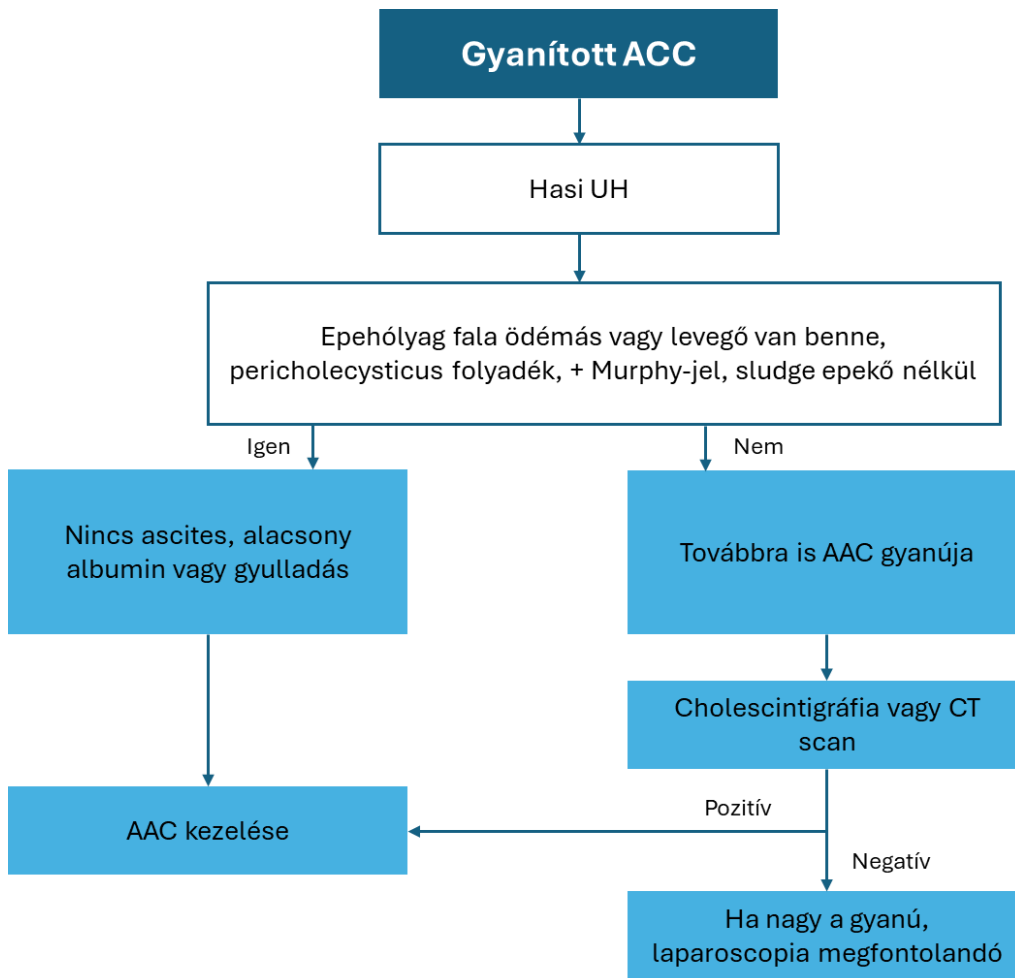 Gyanított ACC
Hasi UH
Epehólyag fala ödémás vagy levegő van benne,
pericholecysticus folyadék, + Murphy-jel, sludge epekő nélkül
Igen
Nem
Nincs ascites, alacsony
albumin vagy gyulladás
Továbbra is AAC gyanúja
Cholescintigráfia vagy CT
scan
AAC kezelése
Pozitív
Negatív
Ha nagy a gyanú,
laparoscopia megfontolandó